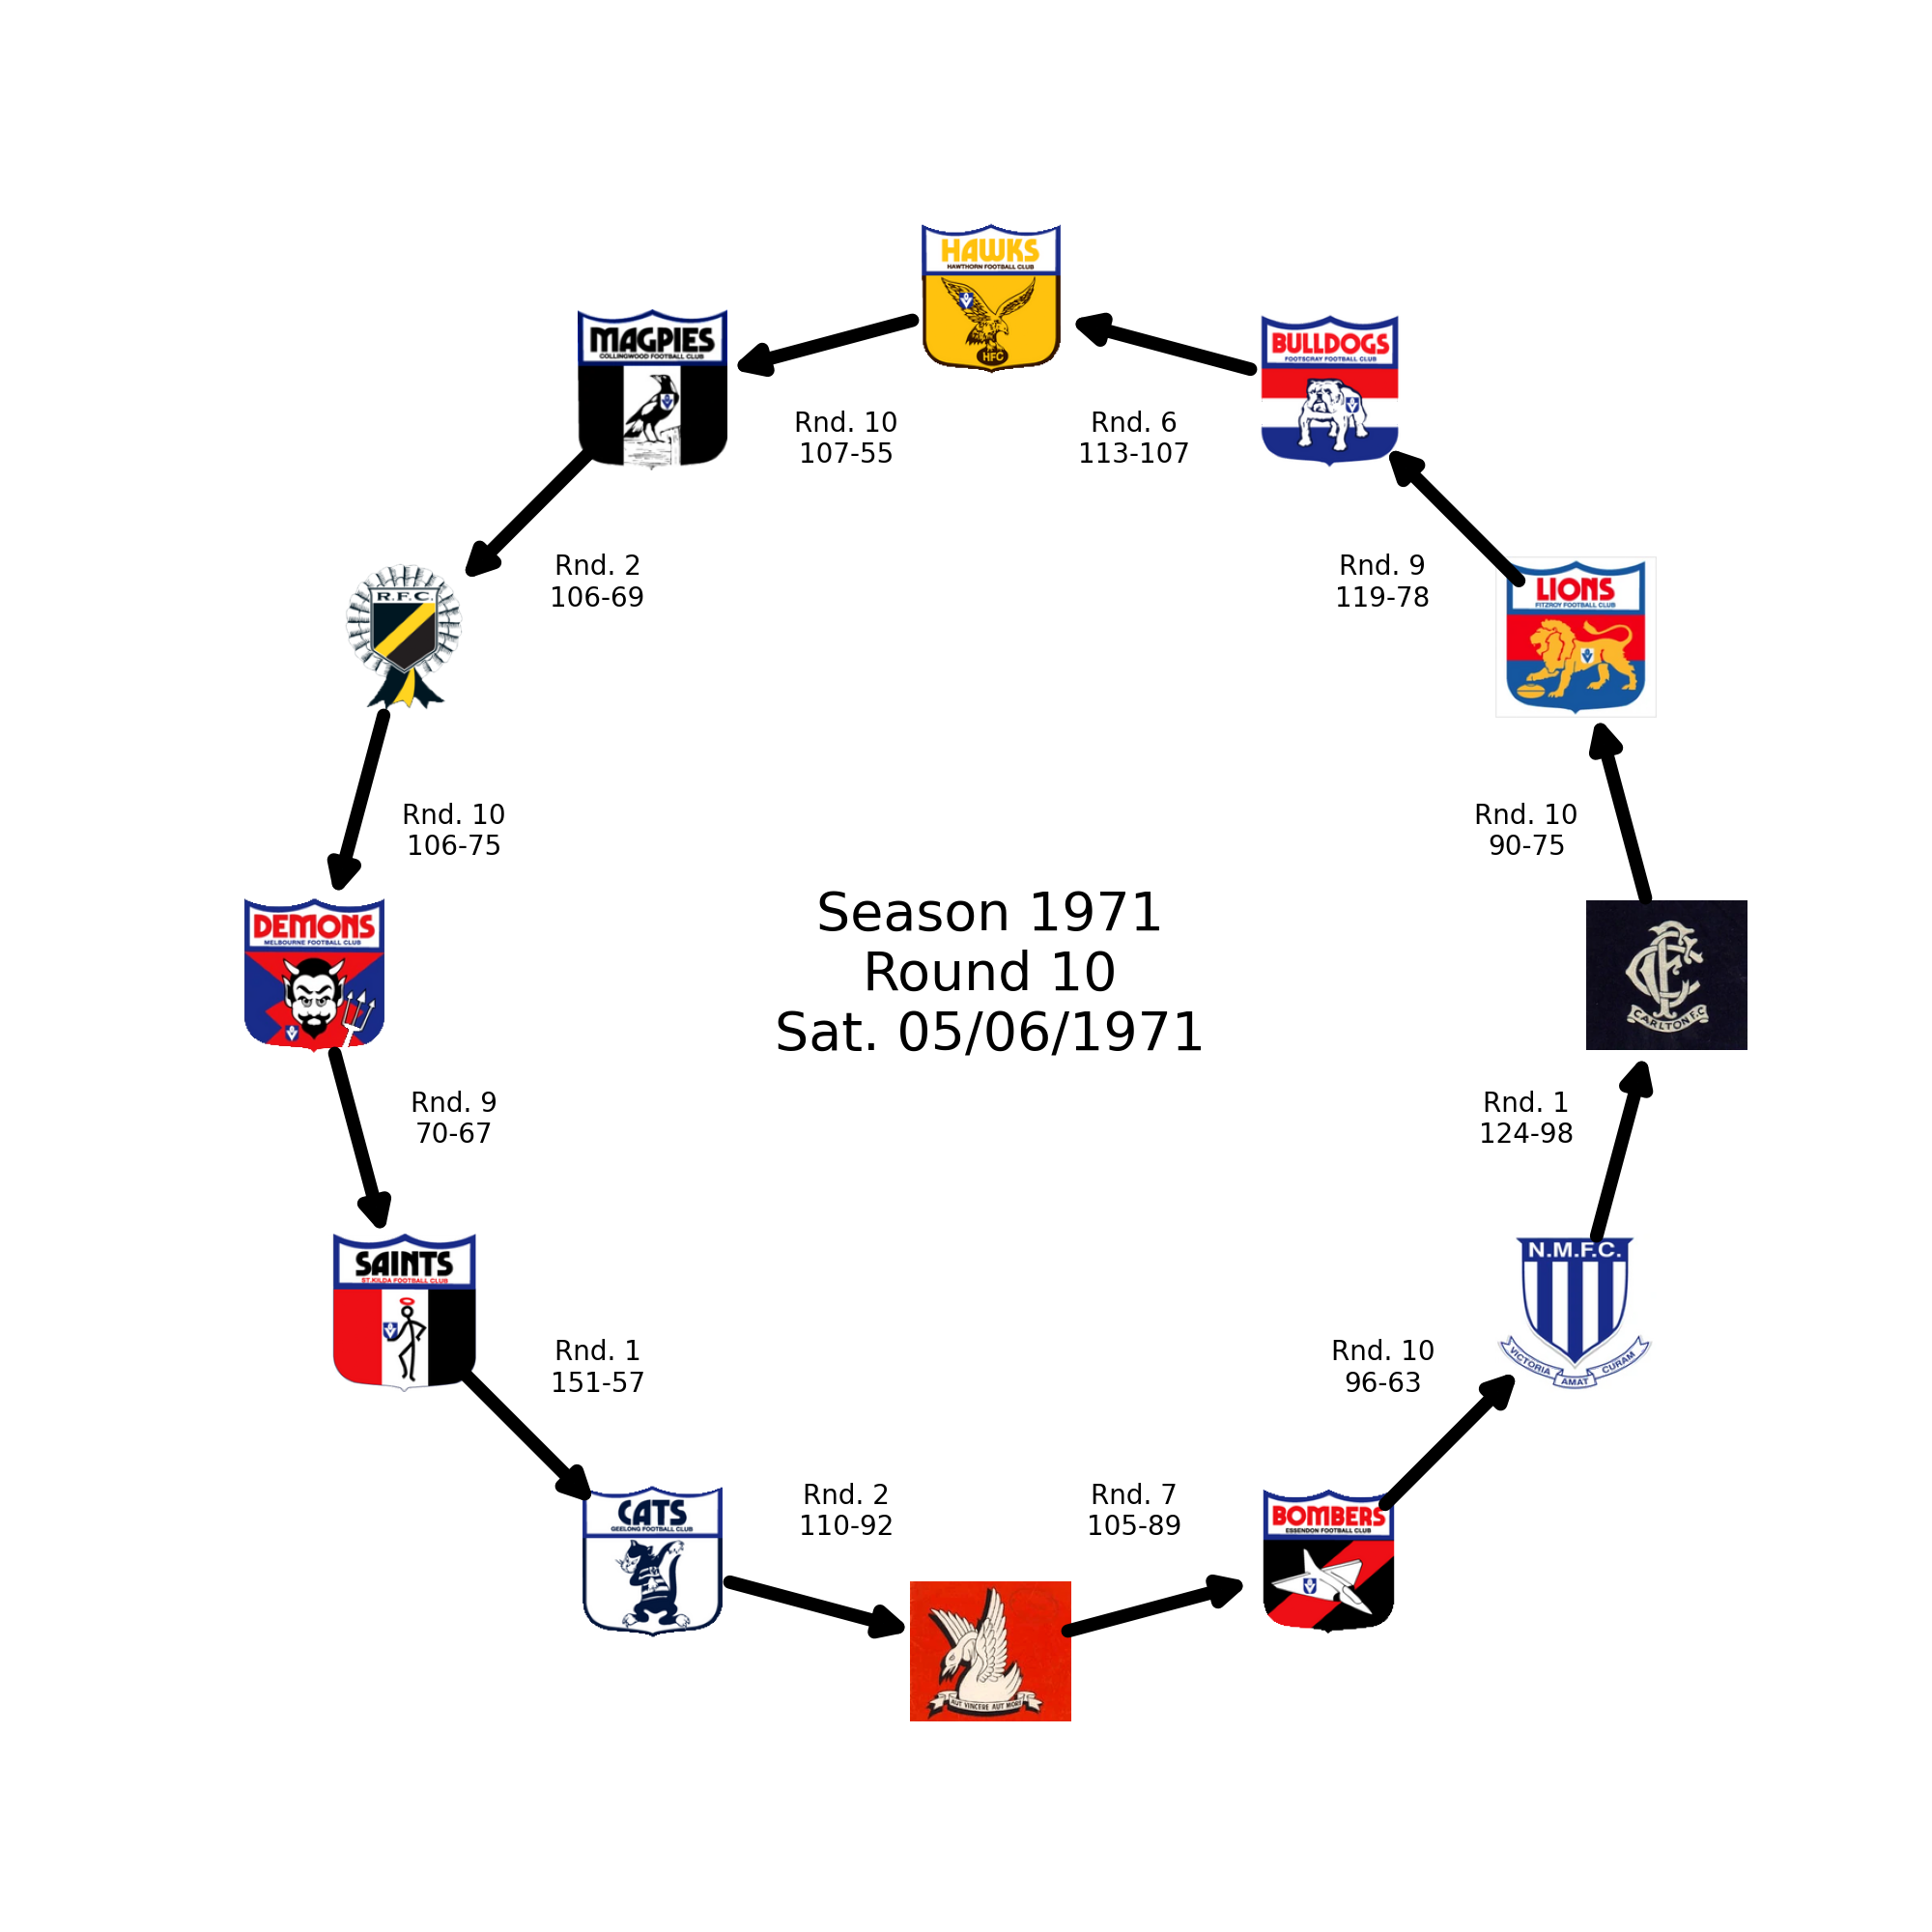 HAWKS
HAWTHORN FOOTBALL CLUB
HFC
MAGPIES
COLLINGWOOD FOOTBALL CLUB
BULLDOGS
FOOTSCRAY FOOTBALL CLUB
Rnd. 10
107-55
Rnd. 6
113-107
Rnd. 2
106-69
Rnd. 9
119-78
R.F.C.
LIONS
FITZROY FOOTBALL CLUB
Rnd. 10
106-75
Rnd. 10
90-75
DEMONS
MELBOURNE FOOTBALL CLUB
Season 1971
Round 10
Sat. 05/06/1971
CFC
CARLTON F.C
Rnd. 9
70-67
Rnd. 1
124-98
SAINTS
ST.KILDA FOOTBALL CLUB
N.M.F.C.
VICTORIA AMAT CURAM
Rnd. 1
151-57
Rnd. 10
96-63
CATS
GEELONG FOOTBALL CLUB
Rnd. 2
110-92
Rnd. 7
105-89
BOMBERS
ESSENDON FOOTBALL CLUB
AUT VINCERE AUT MORI